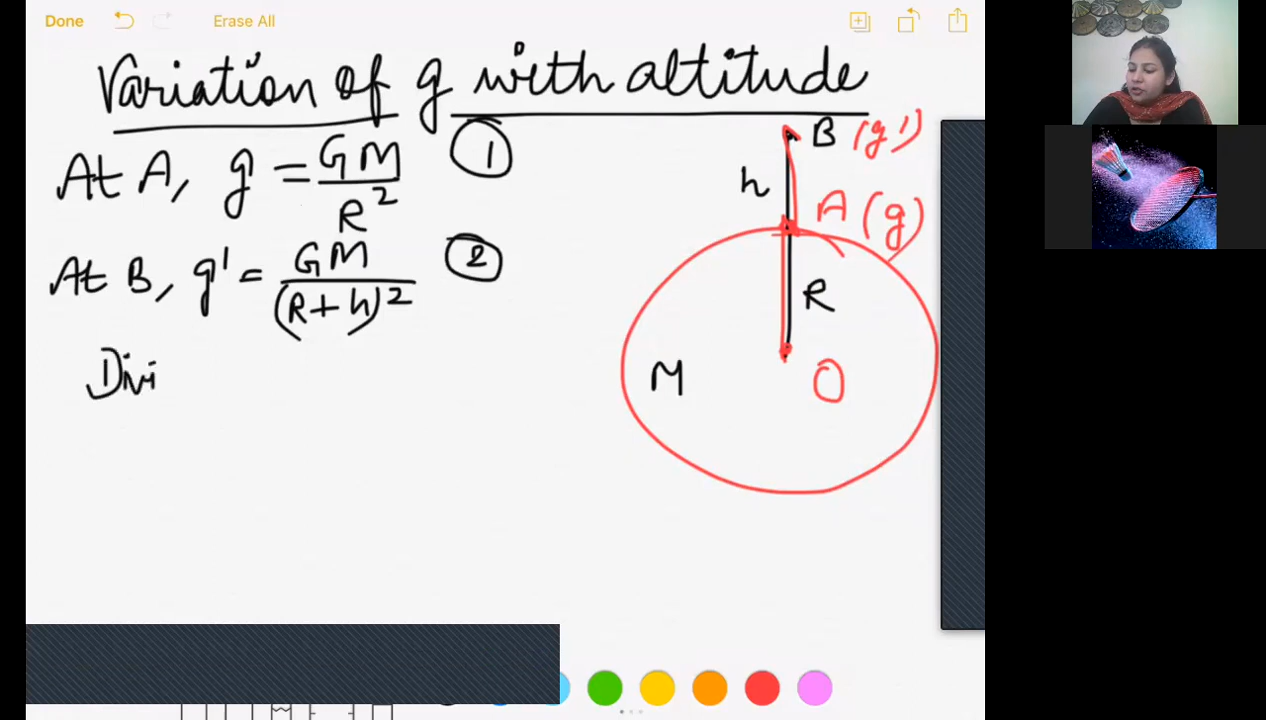 Done
Erase All
Variation of g with altitude
At A, g = GM/R² ①
At B, g' = GM/(R+h)² ②
Divi
B (g')
h
A (g)
R
M
O